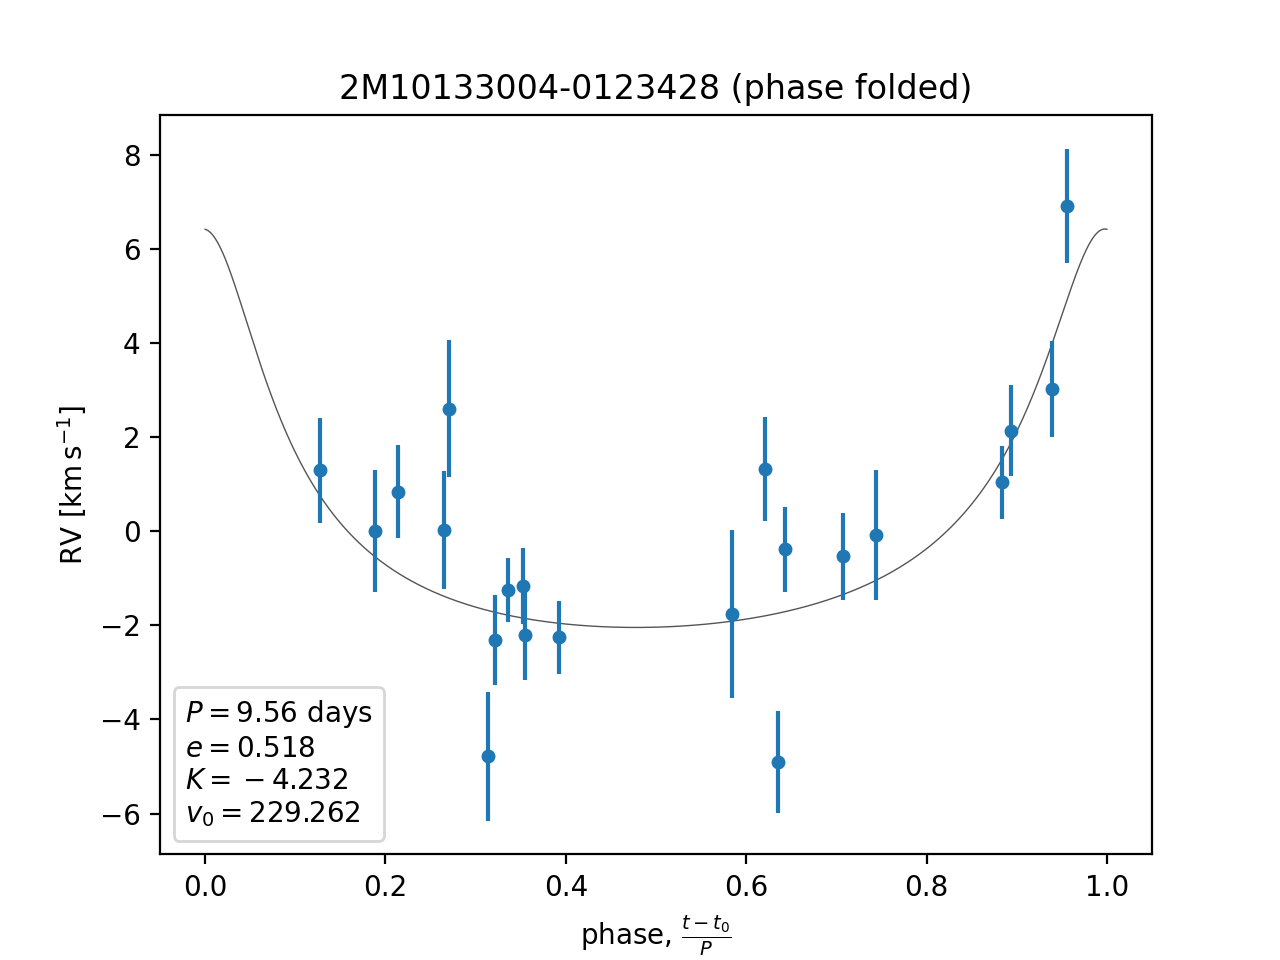 2M10133004-0123428 (phase folded)
RV [km s⁻¹]
8
6
4
2
0
−2
−4
−6
P = 9.56 days
e = 0.518
K = −4.232
v₀ = 229.262
0.0 0.2 0.4 0.6 0.8 1.0
phase, (t − t₀)/P